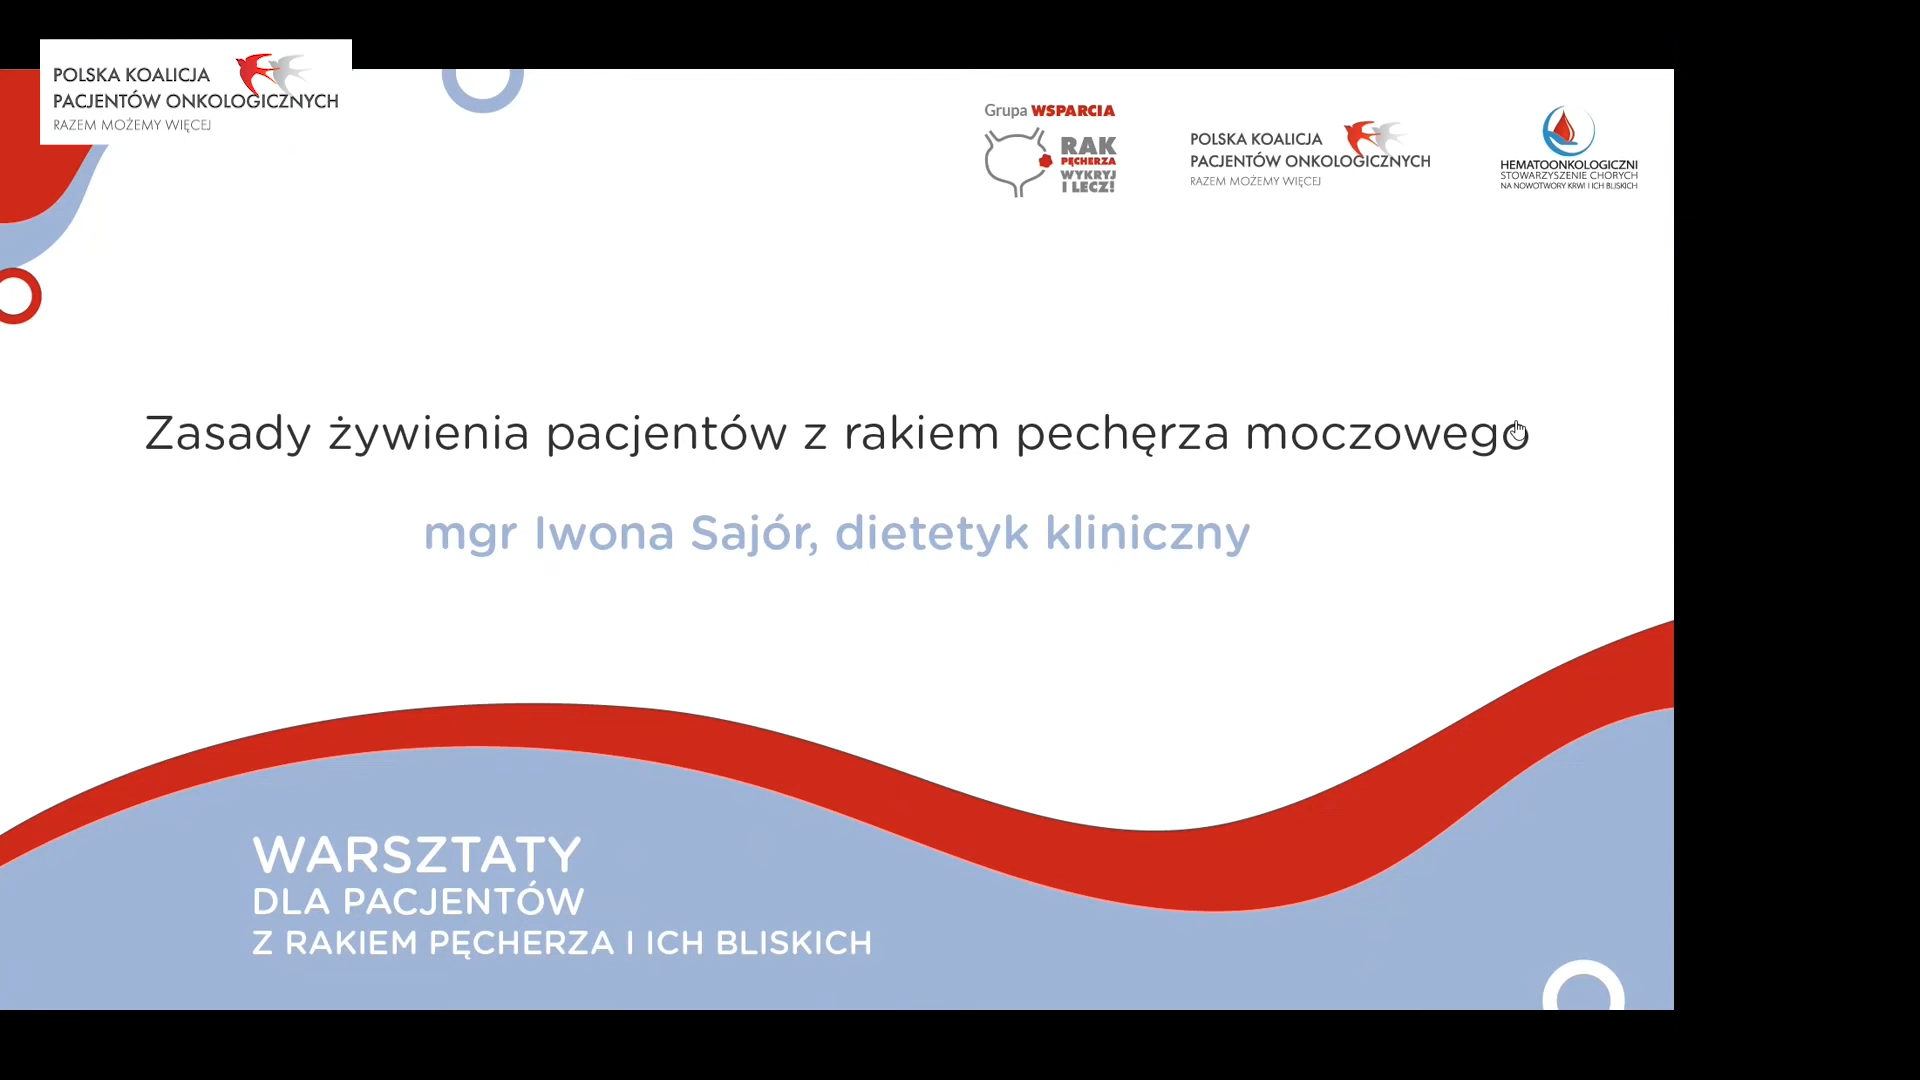 POLSKA KOALICJA
PACJENTÓW ONKOLOGICZNYCH
RAZEM MOŻEMY WIĘCEJ
Grupa WSPARCIA
RAK
PĘCHERZA
WYKRYJ
I LECZ!
POLSKA KOALICJA
PACJENTÓW ONKOLOGICZNYCH
RAZEM MOŻEMY WIĘCEJ
HEMATOONKOLOGICZNI
STOWARZYSZENIE CHORYCH
NA NOWOTWORY KRWI I ICH BLISKICH
Zasady żywienia pacjentów z rakiem pechęrza moczowego
mgr Iwona Sajór, dietetyk kliniczny
WARSZTATY
DLA PACJENTÓW
Z RAKIEM PĘCHERZA I ICH BLISKICH